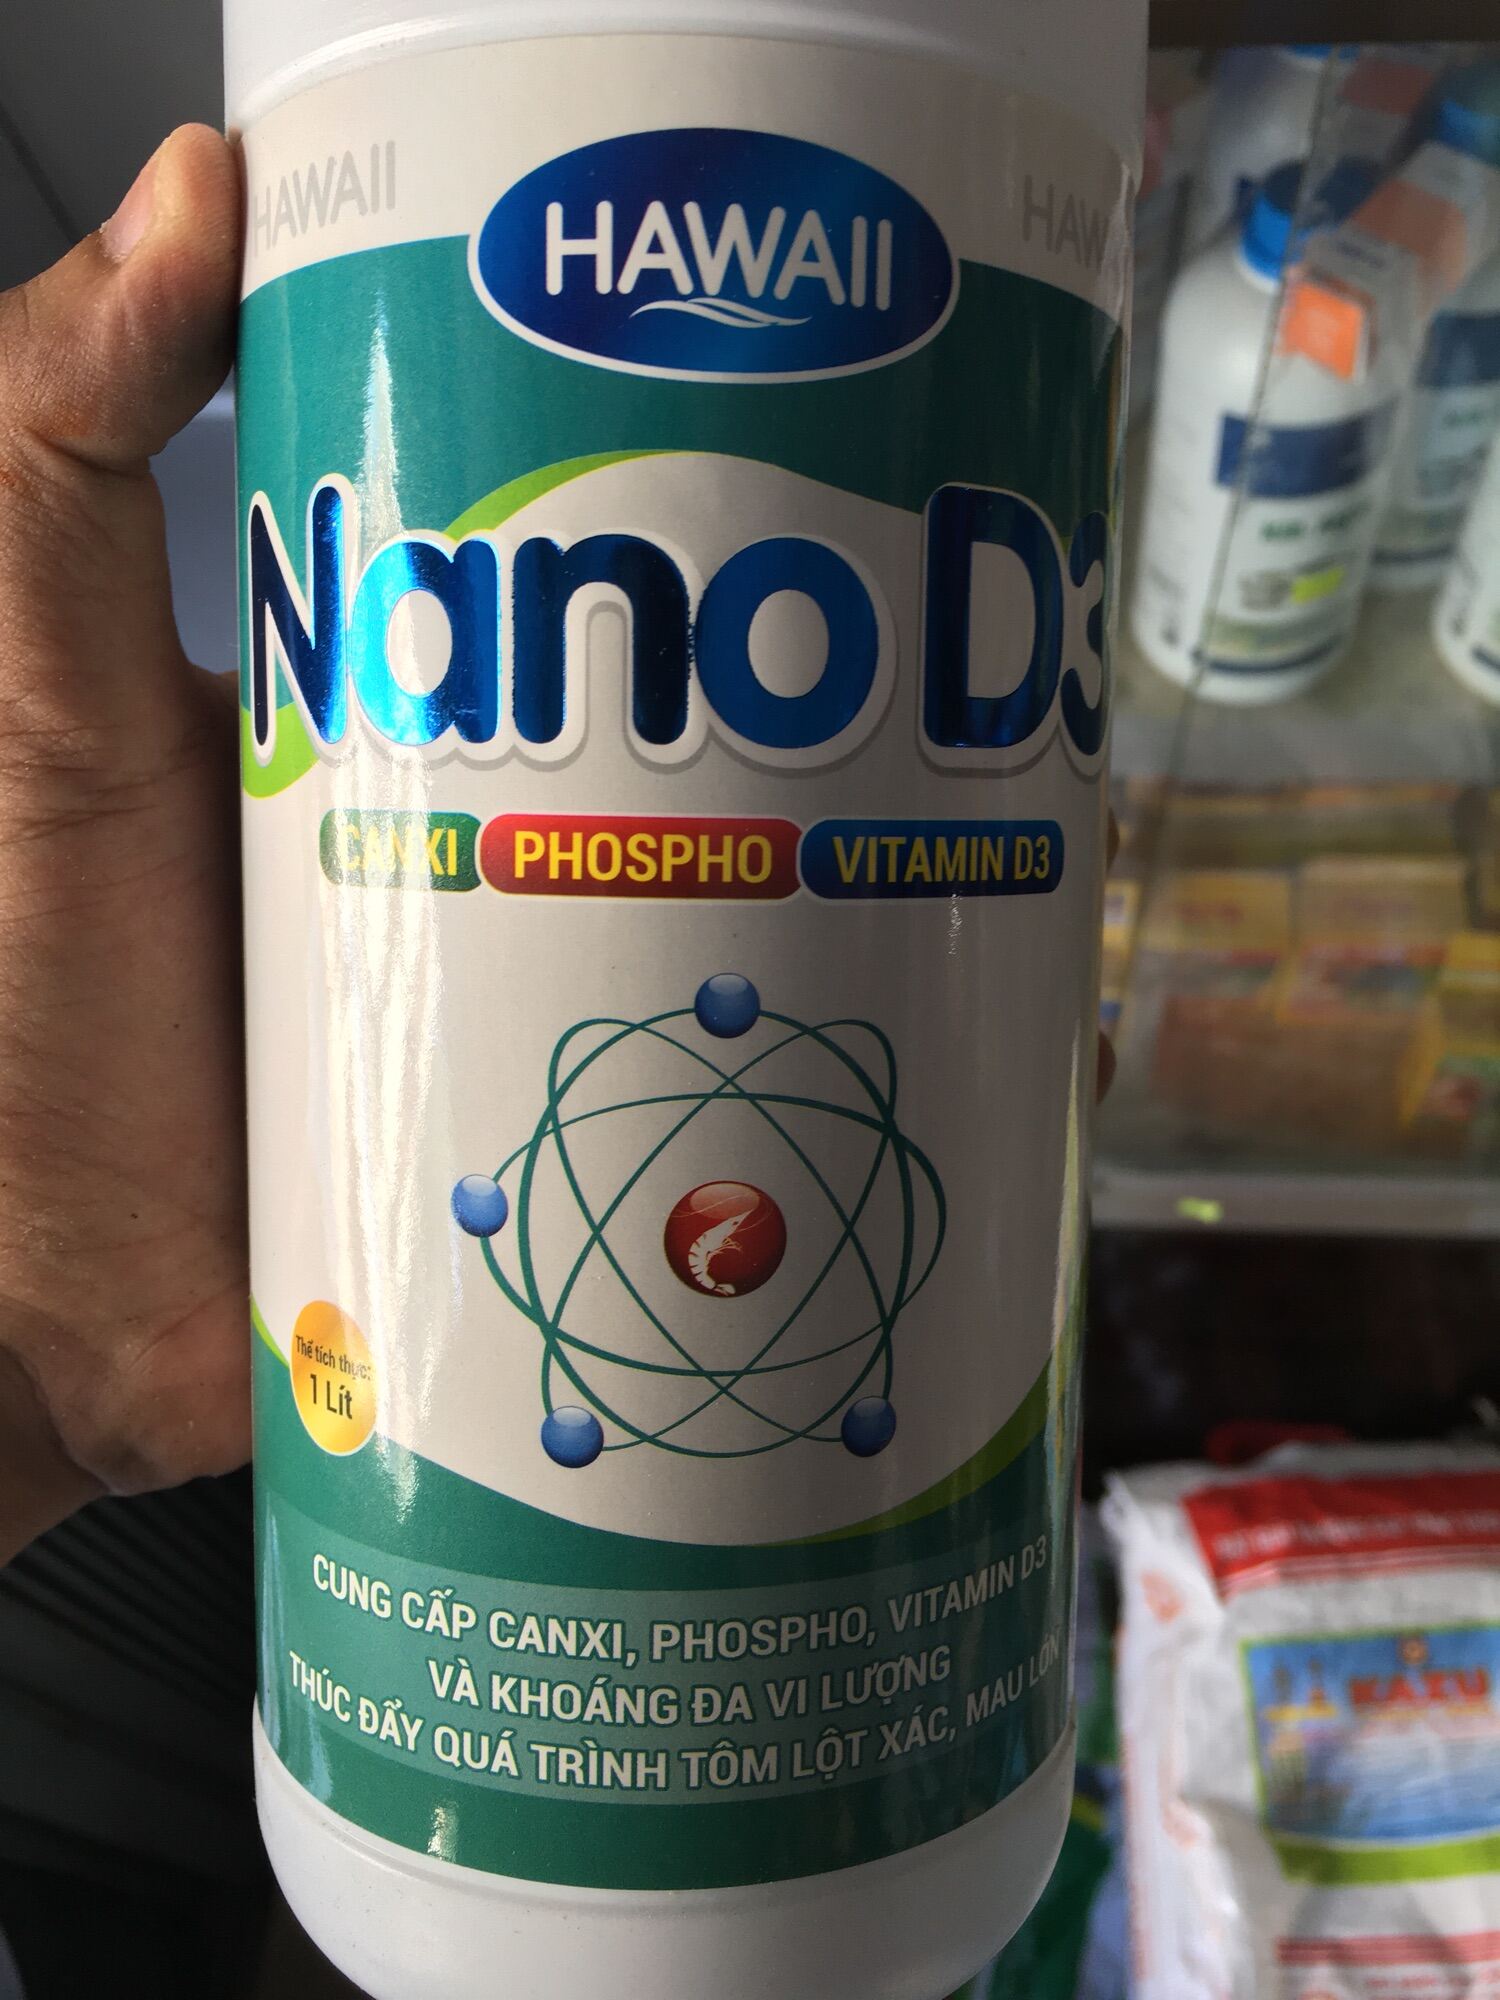 HAWAII
HAWAII
HAW
Nano D3
CANXI PHOSPHO VITAMIN D3
Thể tích thực:
1 Lít
CUNG CẤP CANXI, PHOSPHO, VITAMIN D3
VÀ KHOÁNG ĐA VI LƯỢNG
THÚC ĐẨY QUÁ TRÌNH TÔM LỘT XÁC, MAU LỚN
KAZU